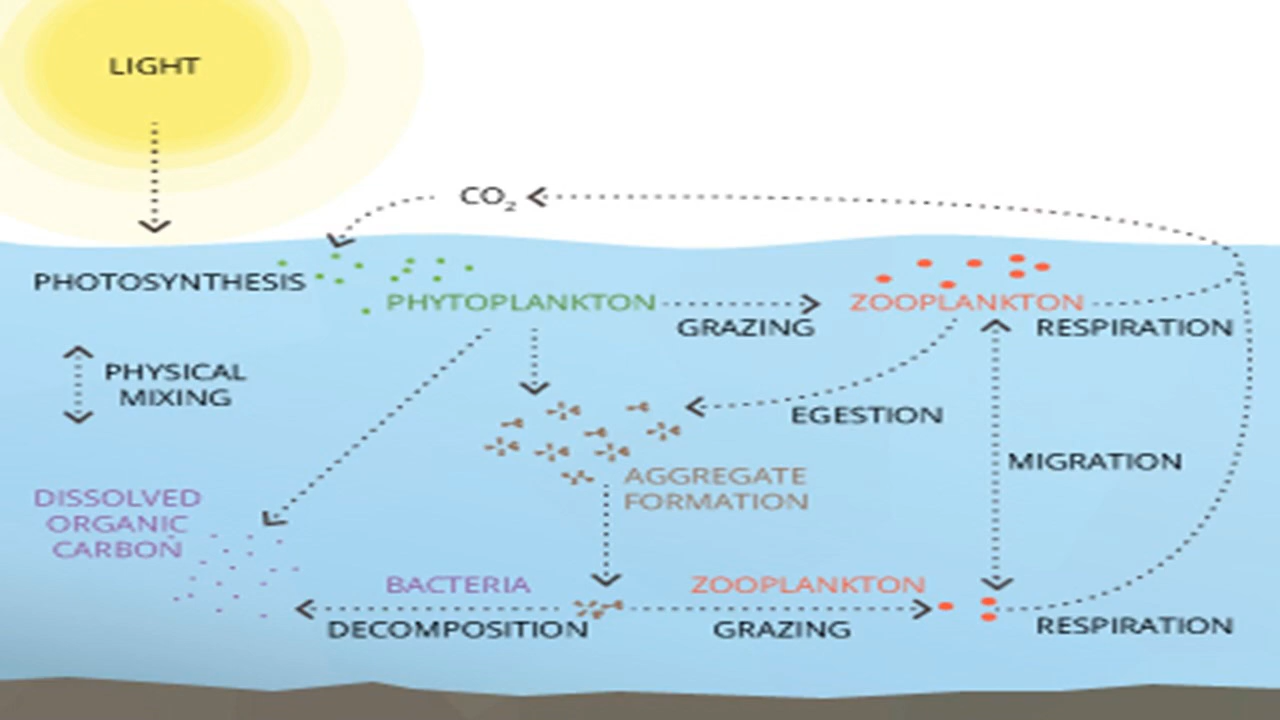 LIGHT
CO₂
PHOTOSYNTHESIS
PHYTOPLANKTON
GRAZING
ZOOPLANKTON
RESPIRATION
PHYSICAL
MIXING
EGESTION
MIGRATION
AGGREGATE
FORMATION
DISSOLVED
ORGANIC
CARBON
BACTERIA
DECOMPOSITION
ZOOPLANKTON
GRAZING
RESPIRATION